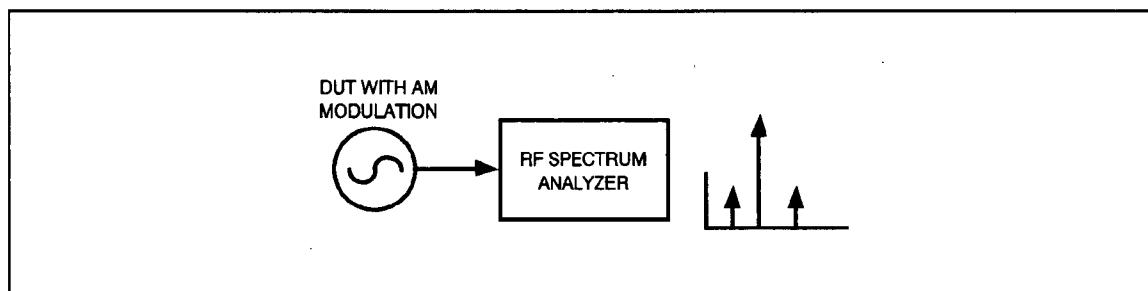 DUT WITH AM
MODULATION
RF SPECTRUM
ANALYZER